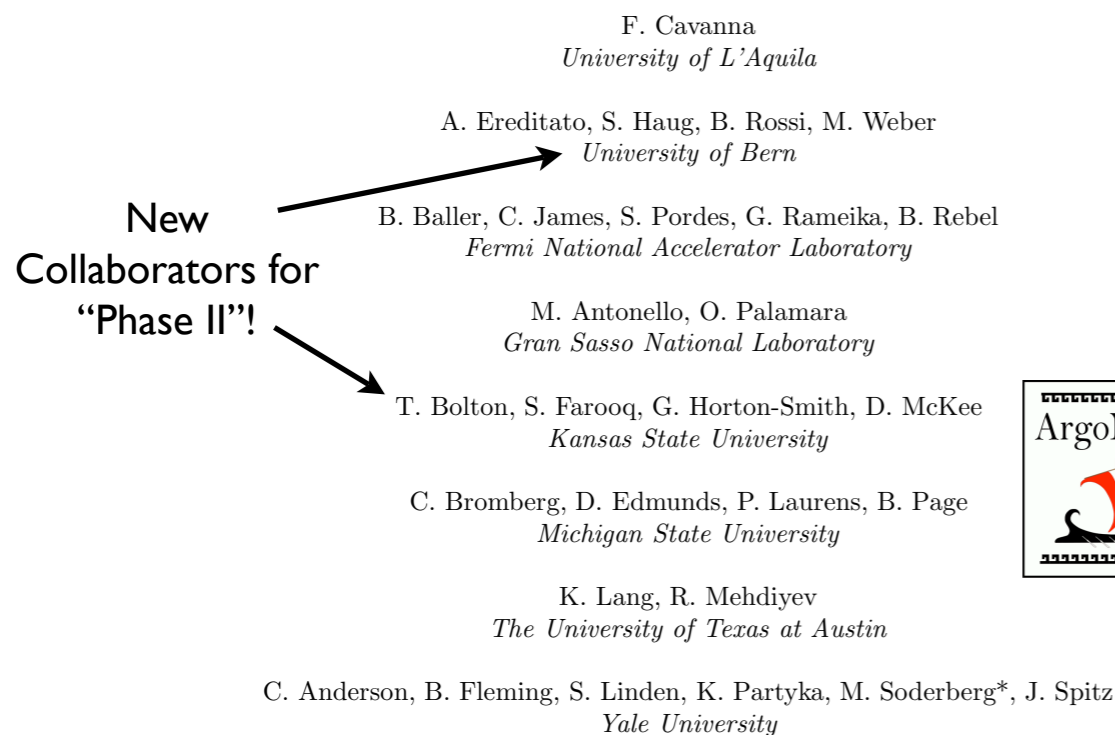 F. Cavanna
University of L'Aquila
A. Ereditato, S. Haug, B. Rossi, M. Weber
University of Bern
New
Collaborators for
“Phase II”!
B. Baller, C. James, S. Pordes, G. Rameika, B. Rebel
Fermi National Accelerator Laboratory
M. Antonello, O. Palamara
Gran Sasso National Laboratory
T. Bolton, S. Farooq, G. Horton-Smith, D. McKee
Kansas State University
C. Bromberg, D. Edmunds, P. Laurens, B. Page
Michigan State University
K. Lang, R. Mehdiyev
The University of Texas at Austin
C. Anderson, B. Fleming, S. Linden, K. Partyka, M. Soderberg*, J. Spitz
Yale University